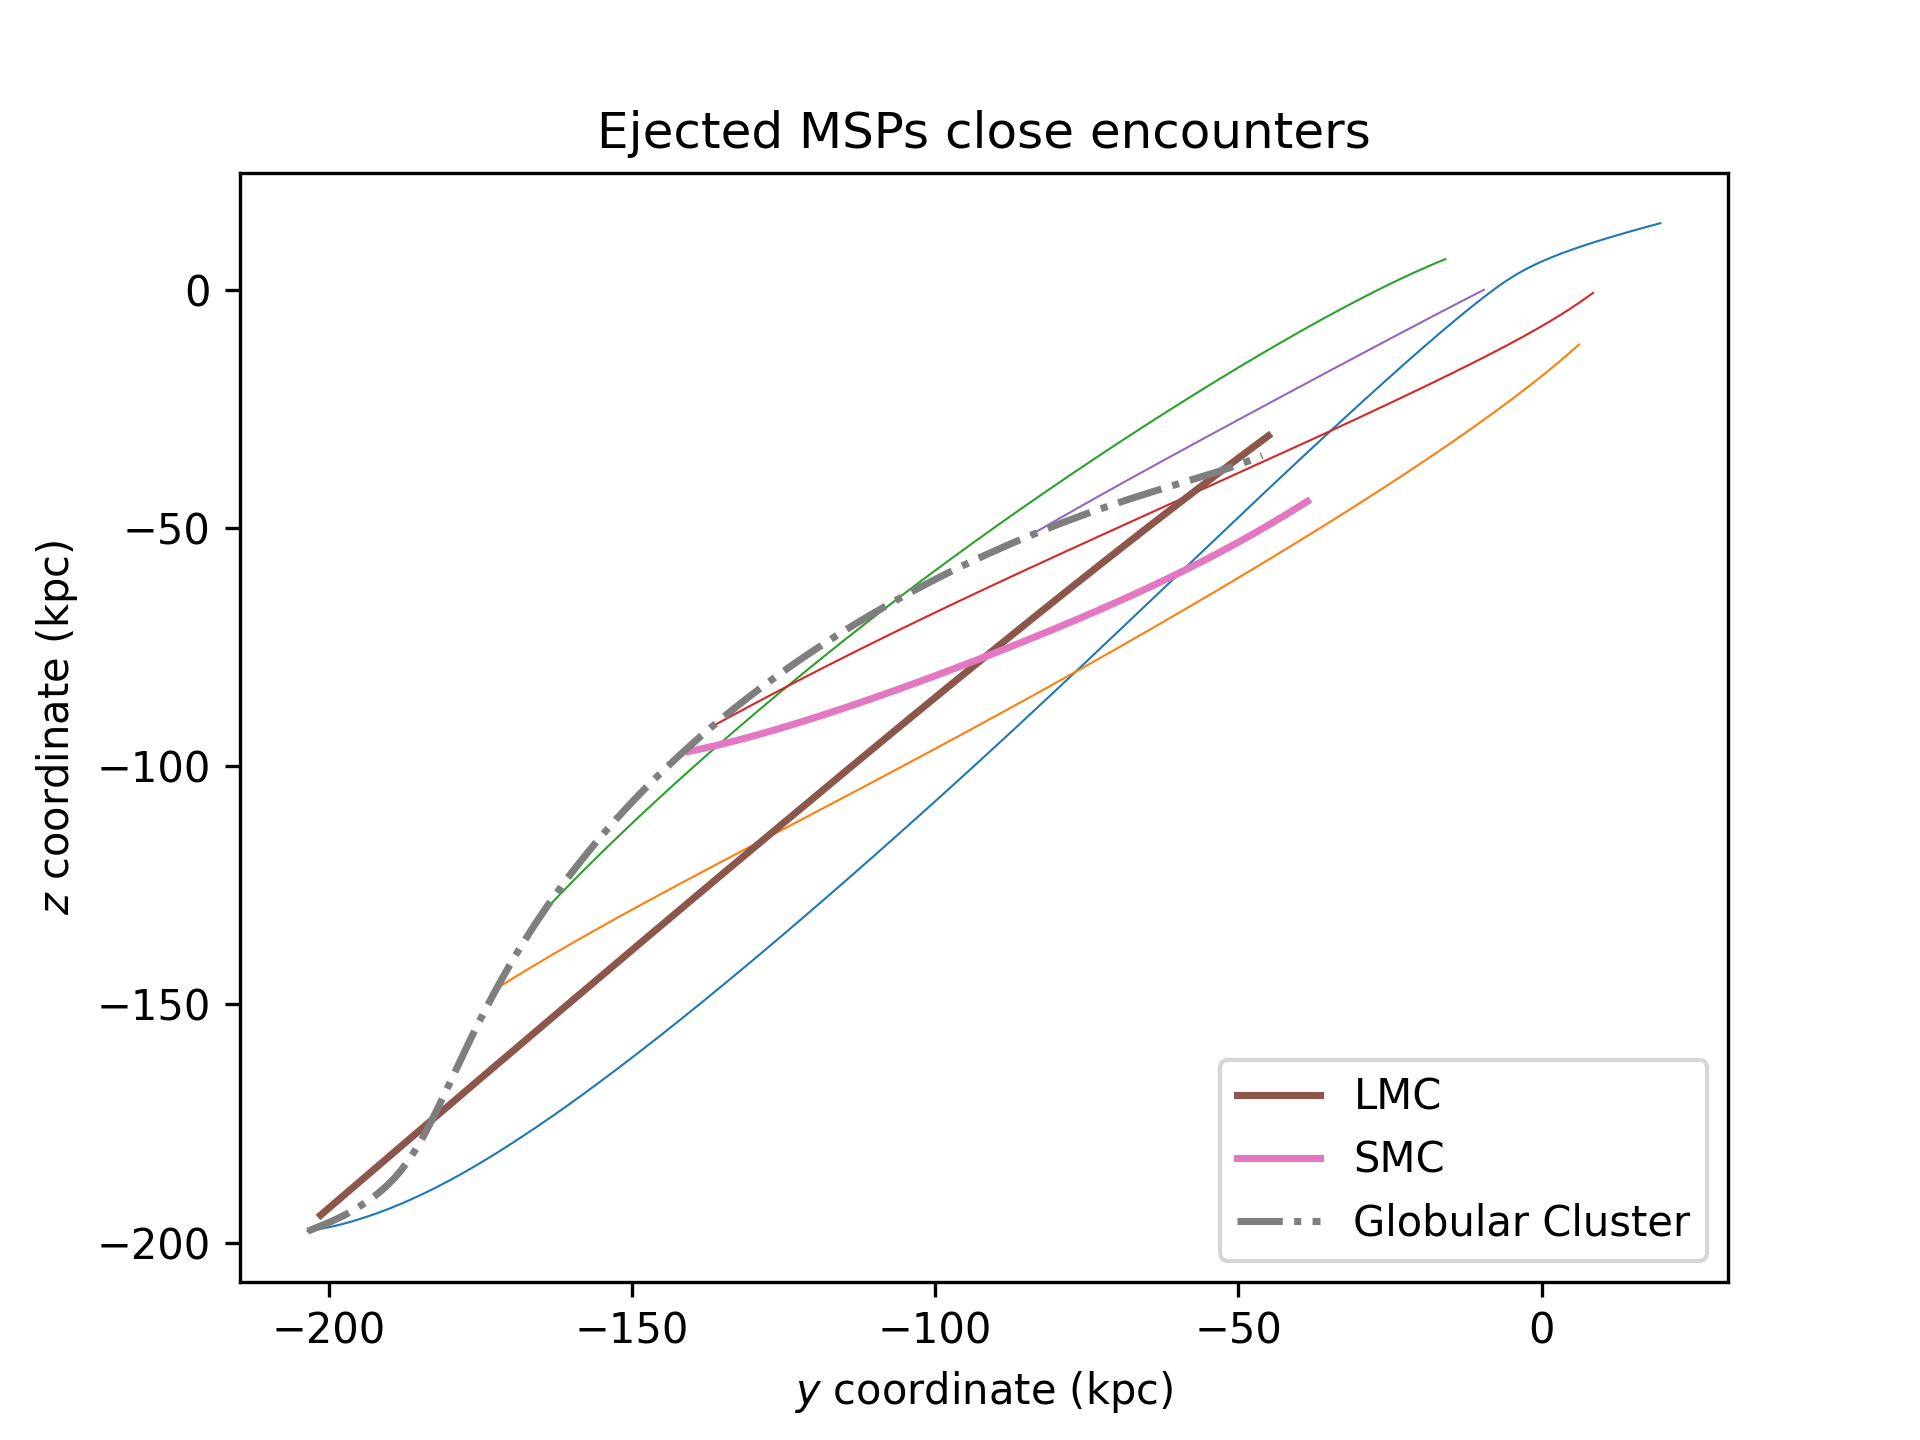 Ejected MSPs close encounters
z coordinate (kpc)
0
−50
−100
−150
−200
LMC
SMC
Globular Cluster
−200 −150 −100 −50 0
y coordinate (kpc)